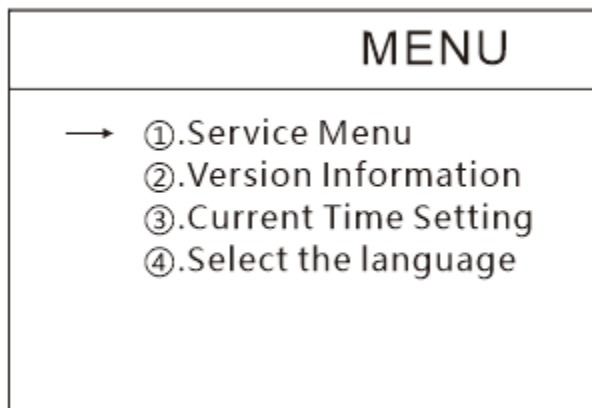 MENU
→ ①.Service Menu
②.Version Information
③.Current Time Setting
④.Select the language